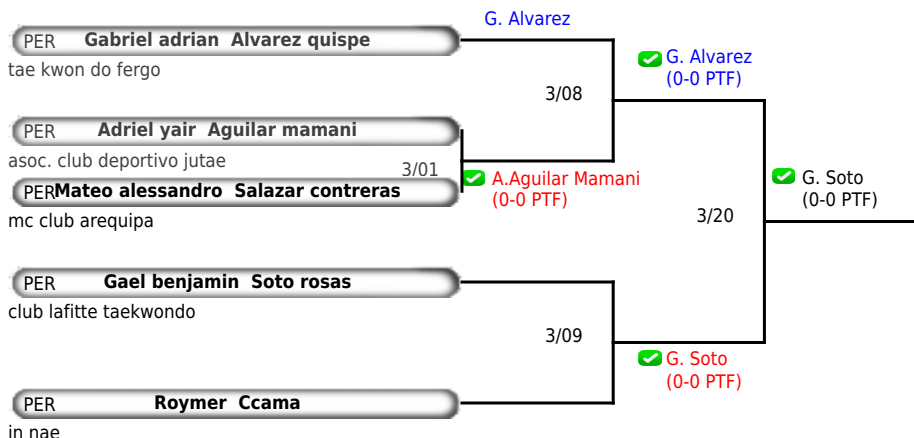 G. Alvarez
PER Gabriel adrian Alvarez quispe
tae kwon do fergo
G. Alvarez
(0-0 PTF)
3/08
PER Adriel yair Aguilar mamani
asoc. club deportivo jutae
3/01
A.Aguilar Mamani
(0-0 PTF)
G. Soto
(0-0 PTF)
PER Mateo alessandro Salazar contreras
mc club arequipa
3/20
PER Gael benjamin Soto rosas
club lafitte taekwondo
3/09
G. Soto
(0-0 PTF)
PER Roymer Ccama
in nae